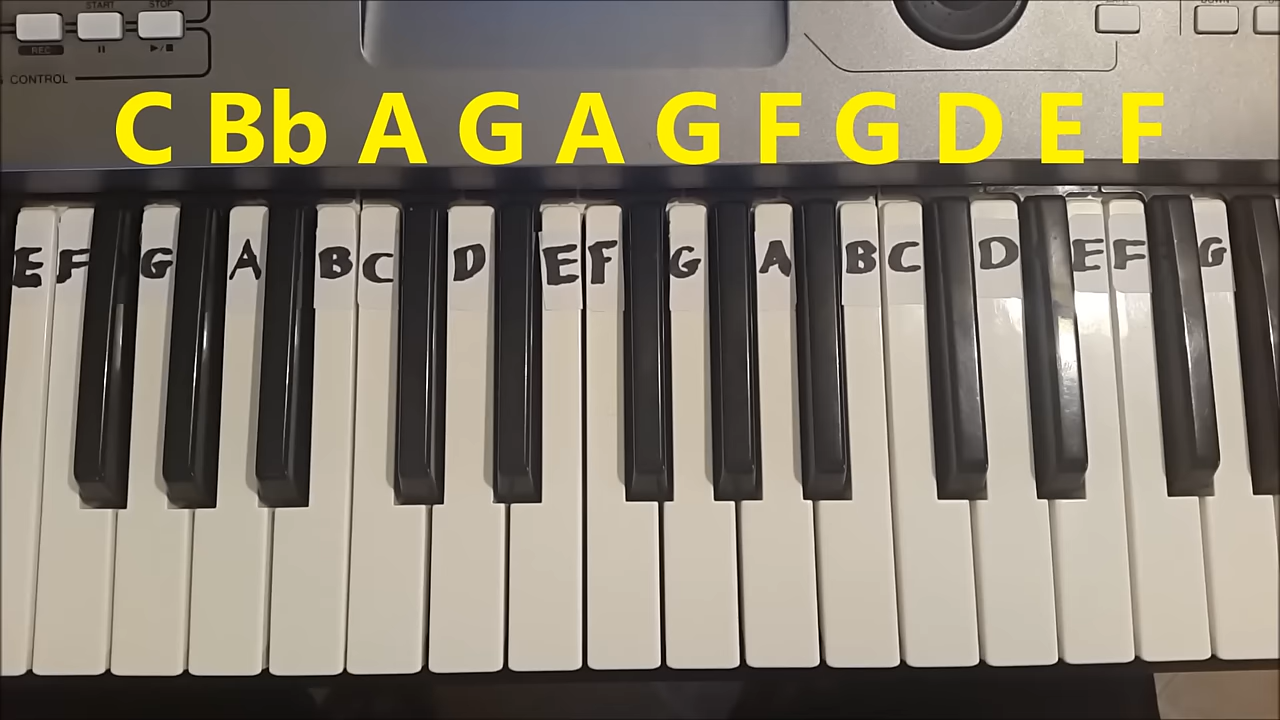 START STOP
REC
CONTROL
C Bb A G A G F G D E F
E F G A B C D E F G A B C D E F G